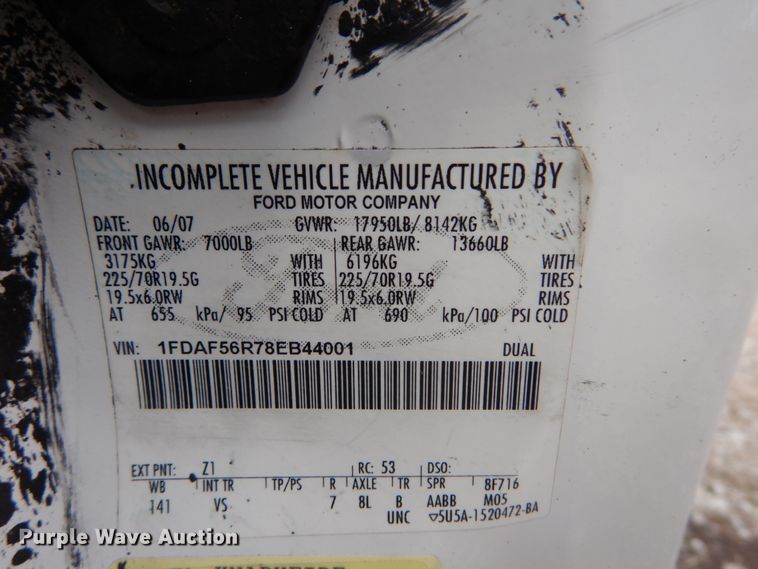 INCOMPLETE VEHICLE MANUFACTURED BY
FORD MOTOR COMPANY
DATE: 06/07 GVWR: 17950LB/ 8142KG
FRONT GAWR: 7000LB REAR GAWR: 13660LB
3175KG WITH 6196KG WITH
225/70R19.5G TIRES 225/70R19.5G TIRES
19.5x6.0RW RIMS 19.5x6.0RW RIMS
AT 655 kPa/ 95 PSI COLD AT 690 kPa/100 PSI COLD
VIN: 1FDAF56R78EB44001 DUAL
EXT PNT: Z1 RC: 53 DSO:
WB INT TR TP/PS R AXLE TR SPR 8F716
141 VS 7 8L B AABB M05
UNC 5U5A-1520472-BA
Purple Wave Auction